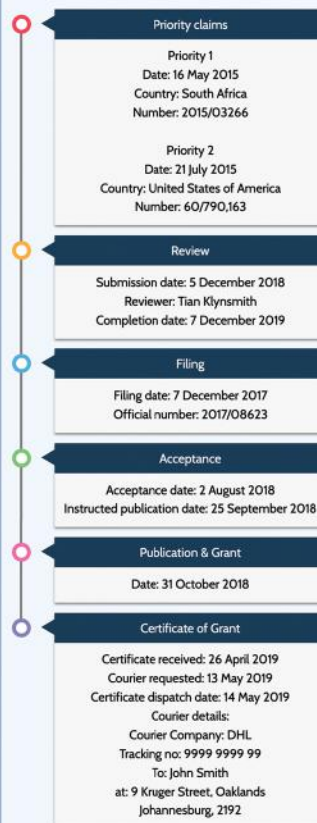 Priority claims
Priority 1
Date: 16 May 2015
Country: South Africa
Number: 2015/03266
Priority 2
Date: 21 July 2015
Country: United States of America
Number: 60/790,163
Review
Submission date: 5 December 2018
Reviewer: Tian Klynsmith
Completion date: 7 December 2019
Filing
Filing date: 7 December 2017
Official number: 2017/08623
Acceptance
Acceptance date: 2 August 2018
Instructed publication date: 25 September 2018
Publication & Grant
Date: 31 October 2018
Certificate of Grant
Certificate received: 26 April 2019
Courier requested: 13 May 2019
Certificate dispatch date: 14 May 2019
Courier details:
Courier Company: DHL
Tracking no: 9999 9999 99
To: John Smith
at: 9 Kruger Street, Oaklands
Johannesburg, 2192